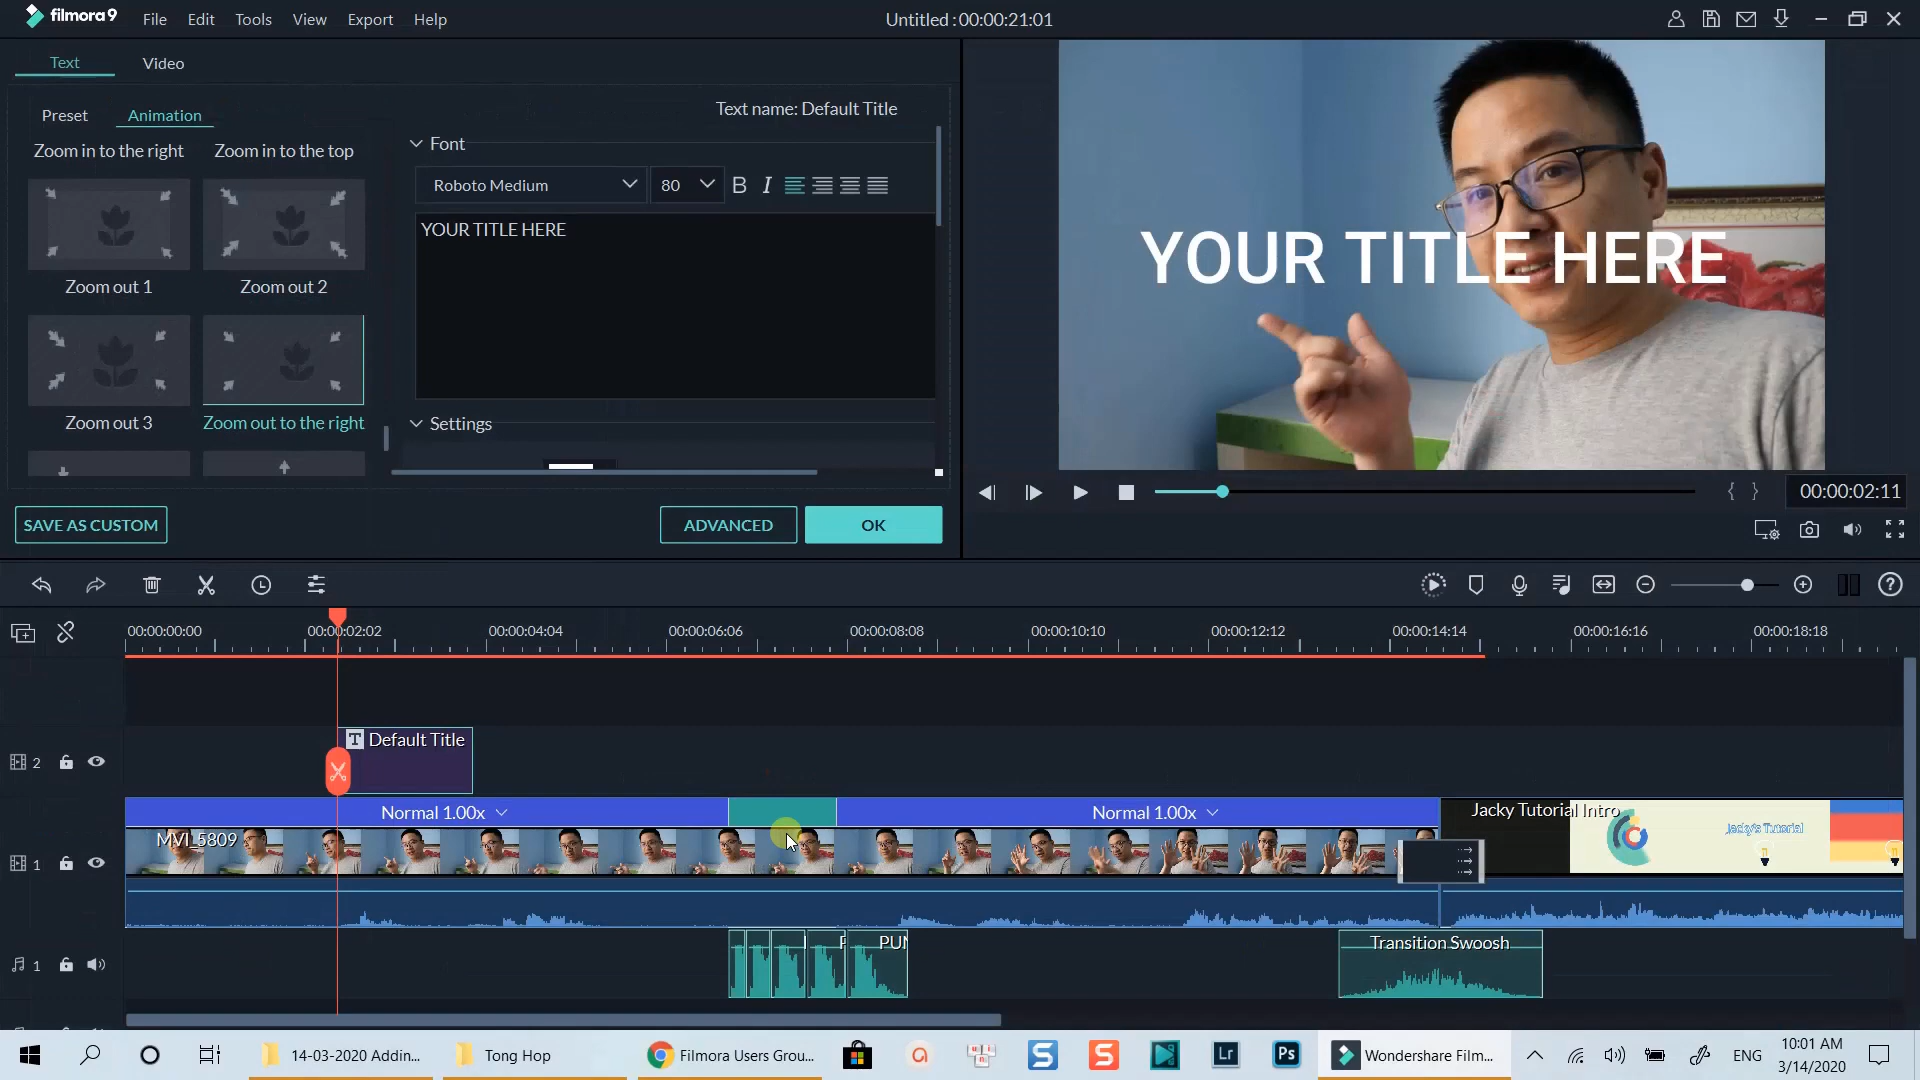 filmora9
File
Edit
Tools
View
Export
Help
Untitled : 00:00:21:01
Text
Video
Preset
Animation
Text name: Default Title
Zoom in to the right
Zoom in to the top
Font
Roboto Medium
80
B
I
YOUR TITLE HERE
YOUR TITLE HERE
Zoom out 1
Zoom out 2
Zoom out 3
Zoom out to the right
Settings
{ }
00:00:02:11
SAVE AS CUSTOM
ADVANCED
OK
00:00:00:00
00:00:02:02
00:00:04:04
00:00:06:06
00:00:08:08
00:00:10:10
00:00:12:12
00:00:14:14
00:00:16:16
00:00:18:18
2
T Default Title
Normal 1.00x
Normal 1.00x
MVI_5809
Jacky Tutorial Intro
Jacky's Tutorial
1
1
PUN
Transition Swoosh
14-03-2020 Addin...
Tong Hop
Filmora Users Grou...
Lr
Ps
Wondershare Film...
ENG
10:01 AM
3/14/2020